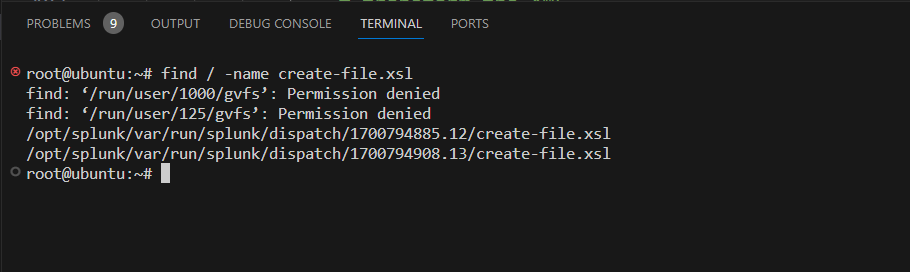 PROBLEMS 9 OUTPUT DEBUG CONSOLE TERMINAL PORTS
root@ubuntu:~# find / -name create-file.xsl
find: ‘/run/user/1000/gvfs’: Permission denied
find: ‘/run/user/125/gvfs’: Permission denied
/opt/splunk/var/run/splunk/dispatch/1700794885.12/create-file.xsl
/opt/splunk/var/run/splunk/dispatch/1700794908.13/create-file.xsl
root@ubuntu:~#